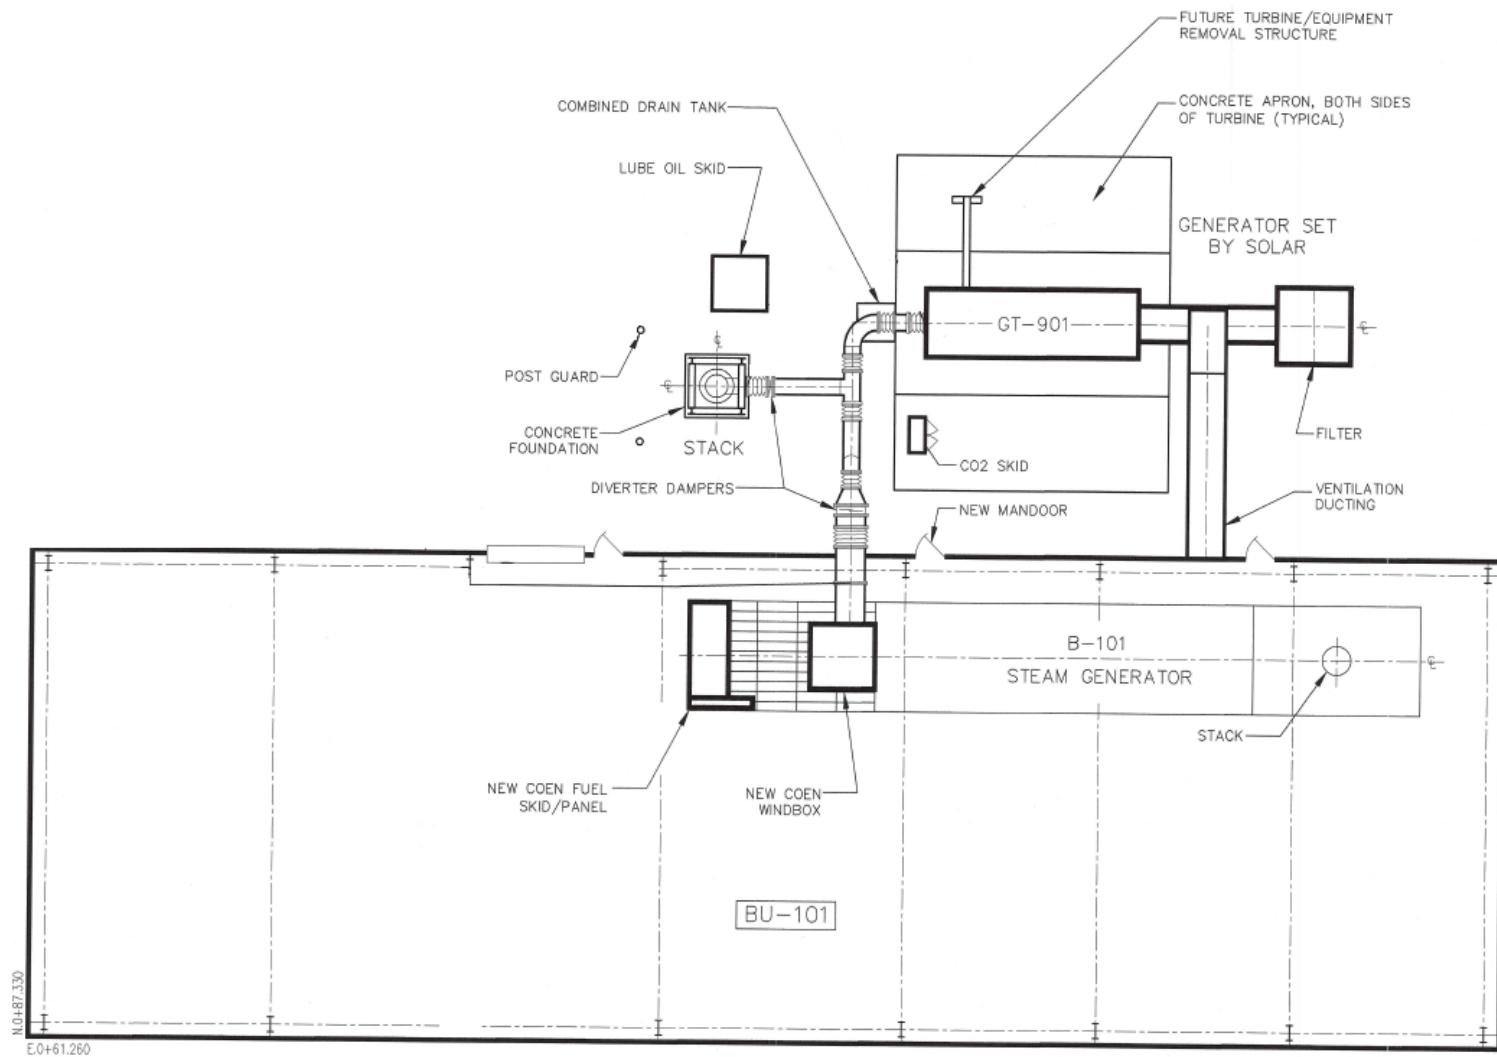 FUTURE TURBINE/EQUIPMENT
REMOVAL STRUCTURE
COMBINED DRAIN TANK
CONCRETE APRON, BOTH SIDES
OF TURBINE (TYPICAL)
LUBE OIL SKID
GENERATOR SET
BY SOLAR
GT-901
POST GUARD
CONCRETE
FOUNDATION
STACK
FILTER
CO2 SKID
DIVERTER DAMPERS
NEW MANDOOR
VENTILATION
DUCTING
B-101
STEAM GENERATOR
STACK
NEW COEN FUEL
SKID/PANEL
NEW COEN
WINDBOX
BU-101
N.0+87.330
E.0+61.260